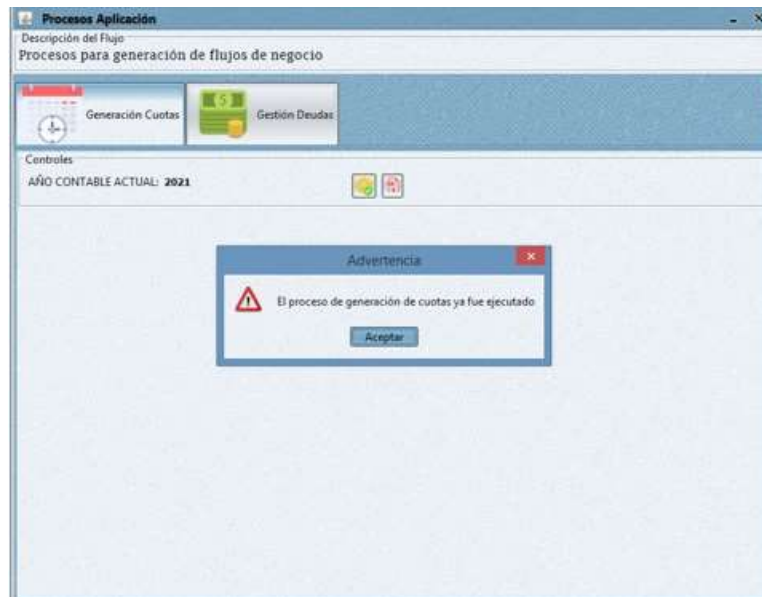 Procesos Aplicación
Descripción del Flujo
Procesos para generación de flujos de negocio
Generación Cuotas
Gestión Deudas
Controles
AÑO CONTABLE ACTUAL: 2021
Advertencia
El proceso de generación de cuotas ya fue ejecutado
Aceptar